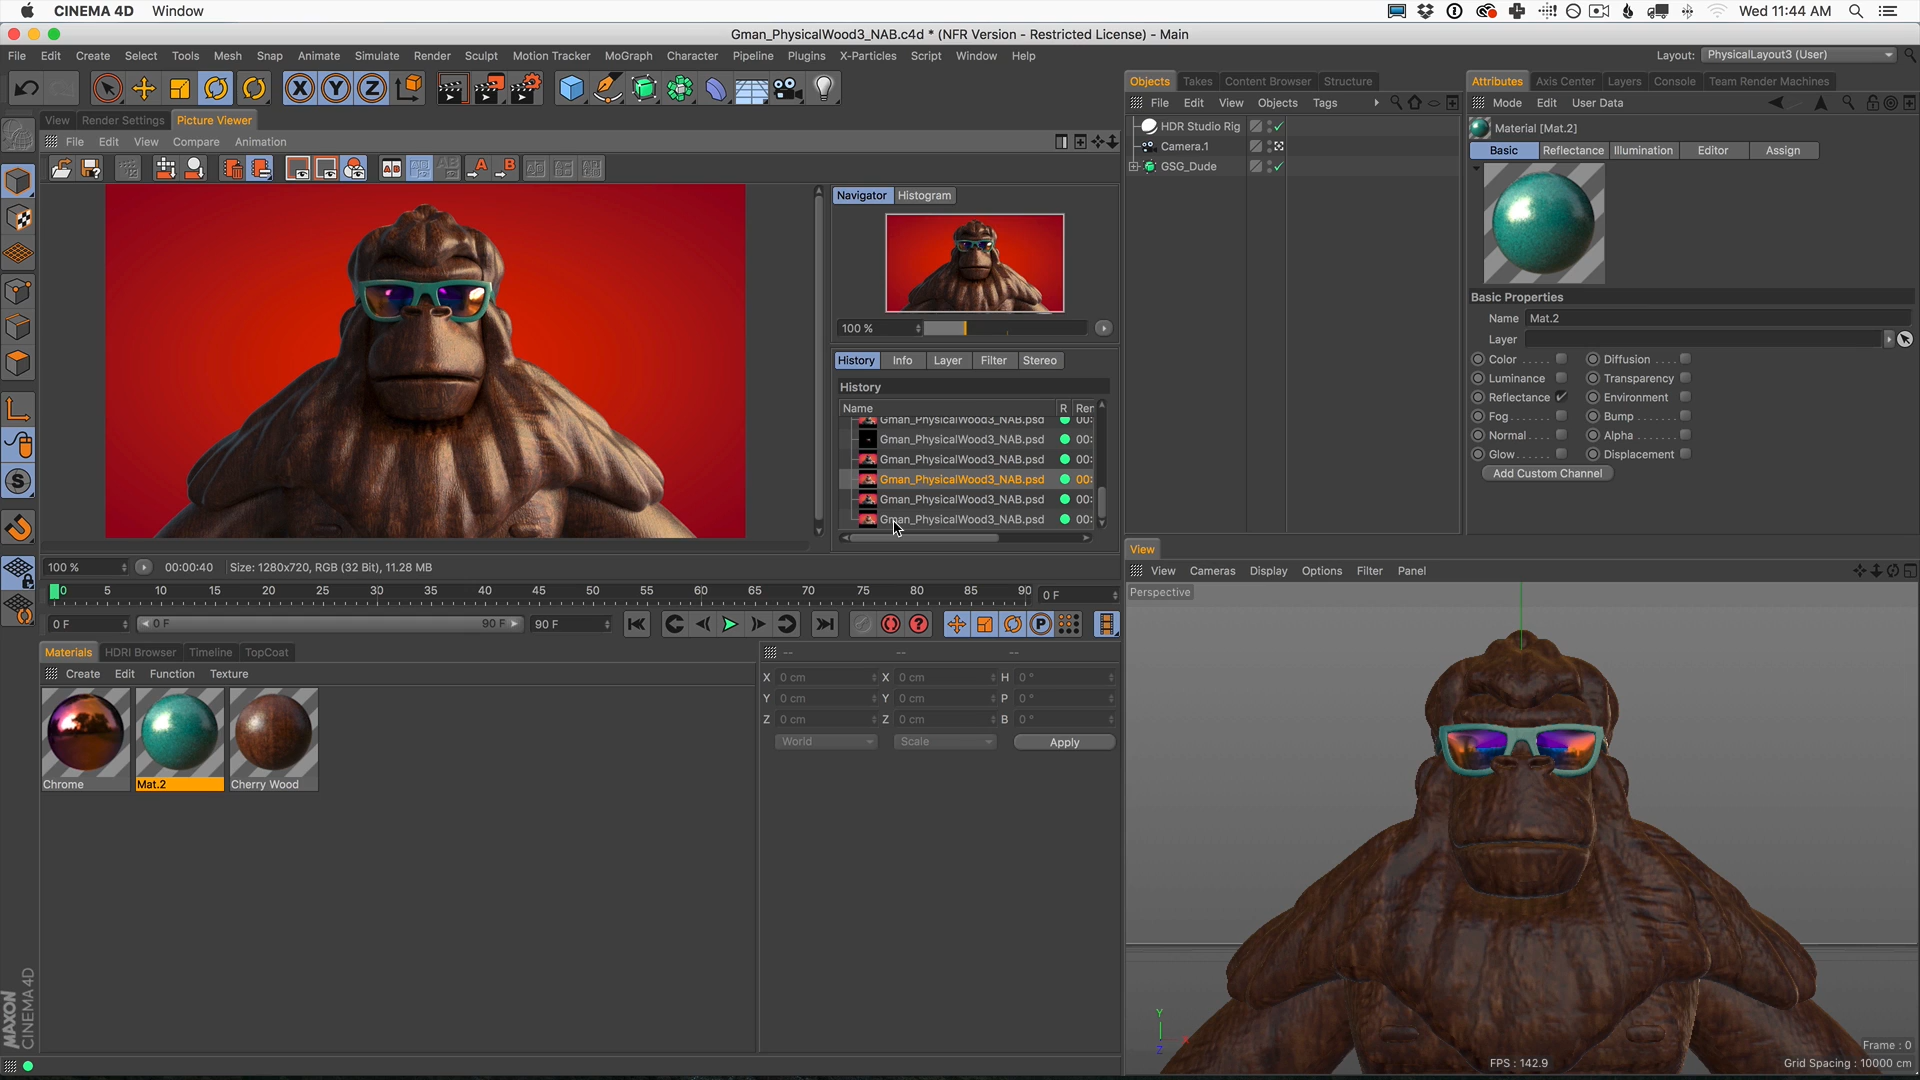 CINEMA 4D Window
Wed 11:44 AM
Gman_PhysicalWood3_NAB.c4d * (NFR Version - Restricted License) - Main
File Edit Create Select Tools Mesh Snap Animate Simulate Render Sculpt Motion Tracker MoGraph Character Pipeline Plugins X-Particles Script Window Help
Layout: PhysicalLayout3 (User)
X Y Z
View Render Settings Picture Viewer
File Edit View Compare Animation
A B
Navigator Histogram
100 %
History Info Layer Filter Stereo
History
Name R Rer
Gman_PhysicalWood3_NAB.psd 00:
Gman_PhysicalWood3_NAB.psd 00:
Gman_PhysicalWood3_NAB.psd 00:
Gman_PhysicalWood3_NAB.psd 00:
Gman_PhysicalWood3_NAB.psd 00:
Gman_PhysicalWood3_NAB.psd 00:
100 % 00:00:40 Size: 1280x720, RGB (32 Bit), 11.28 MB
0 5 10 15 20 25 30 35 40 45 50 55 60 65 70 75 80 85 90 0 F
0 F 0 F 90 F 90 F
Materials HDRI Browser Timeline TopCoat
Create Edit Function Texture
Chrome Mat.2 Cherry Wood
-- -- --
X 0 cm X 0 cm H 0 °
Y 0 cm Y 0 cm P 0 °
Z 0 cm Z 0 cm B 0 °
World Scale Apply
MAXON
CINEMA 4D
Objects Takes Content Browser Structure
File Edit View Objects Tags
HDR Studio Rig
Camera.1
GSG_Dude
Attributes Axis Center Layers Console Team Render Machines
Mode Edit User Data
Material [Mat.2]
Basic Reflectance Illumination Editor Assign
Basic Properties
Name Mat.2
Layer
Color ..... Diffusion ....
Luminance Transparency
Reflectance Environment
Fog ....... Bump ......
Normal .... Alpha ......
Glow ...... Displacement
Add Custom Channel
View
View Cameras Display Options Filter Panel
Perspective
Y
Z
X
FPS : 142.9
Frame : 0
Grid Spacing : 10000 cm